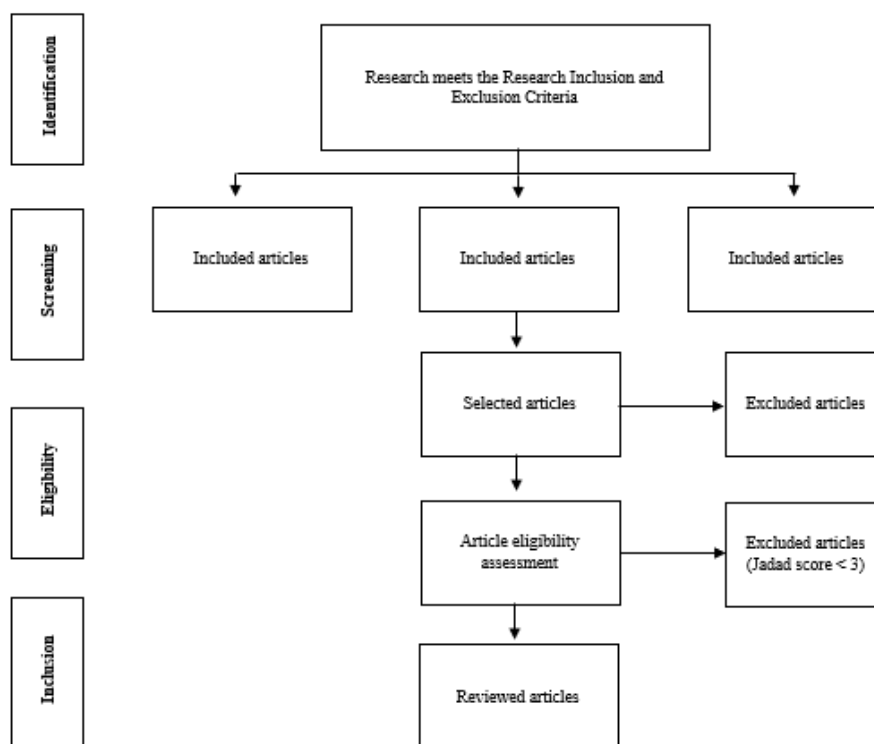 Identification
Research meets the Research Inclusion and
Exclusion Criteria
Screening
Included articles
Included articles
Included articles
Selected articles
Excluded articles
Eligibility
Article eligibility
assessment
Excluded articles
(Jadad score < 3)
Inclusion
Reviewed articles